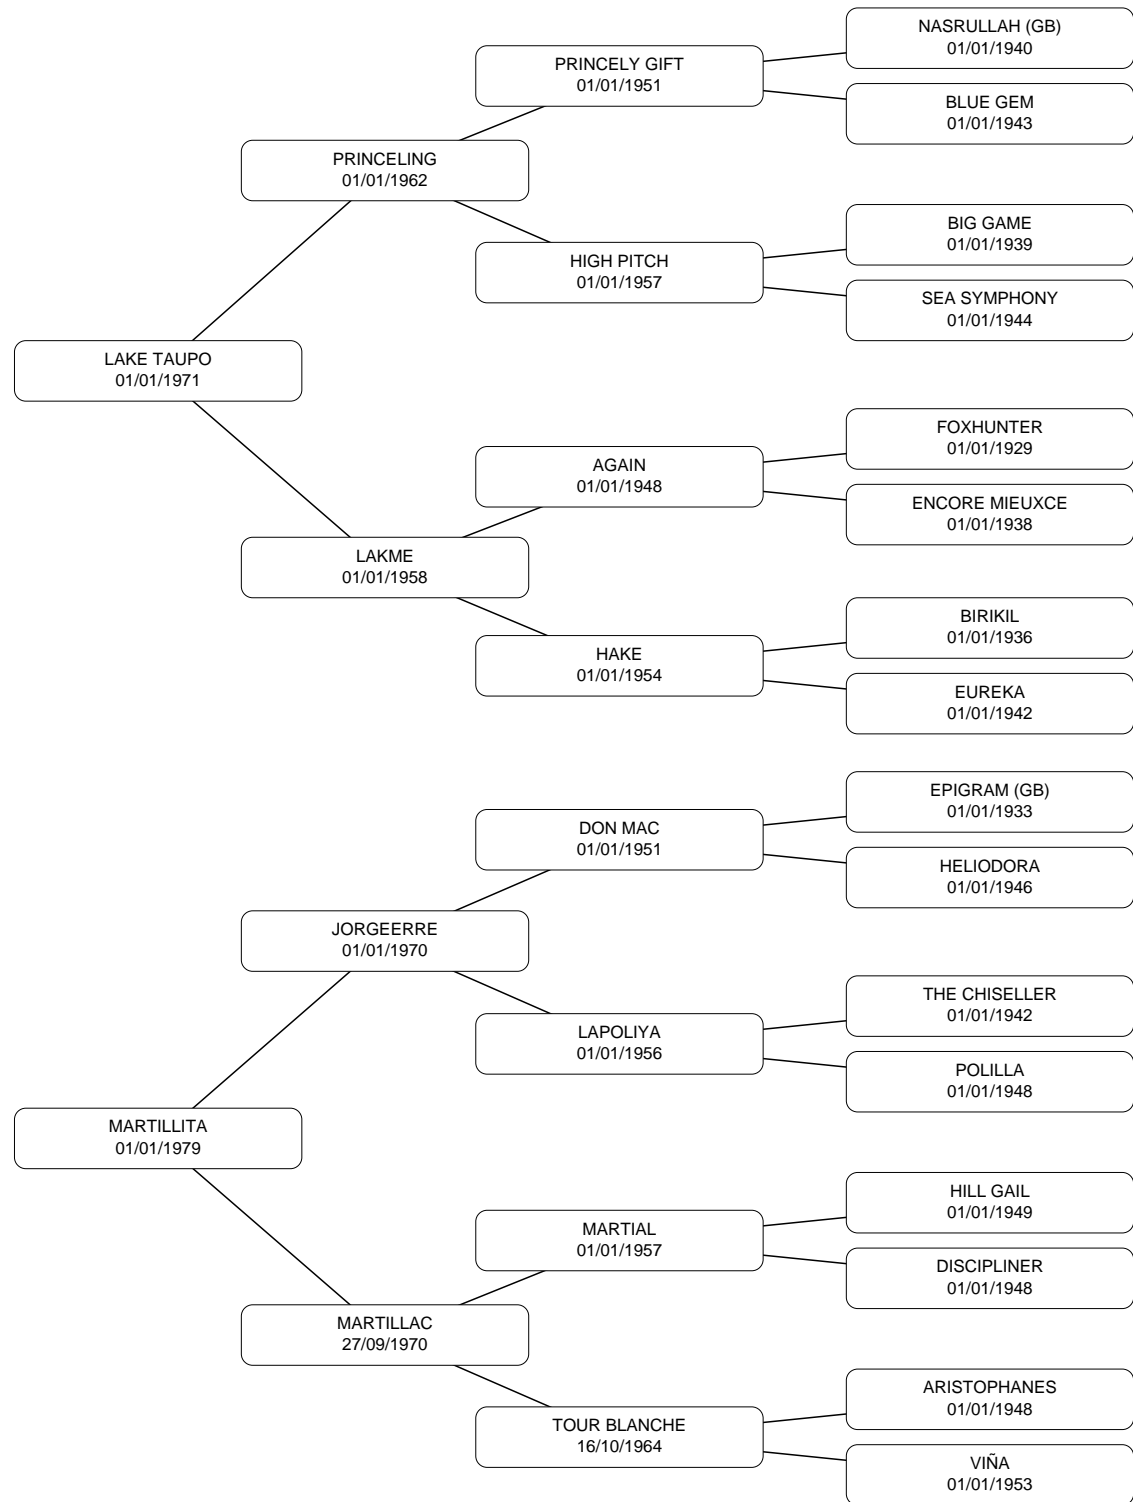 NASRULLAH (GB)
01/01/1940
PRINCELY GIFT
01/01/1951
BLUE GEM
01/01/1943
PRINCELING
01/01/1962
BIG GAME
01/01/1939
HIGH PITCH
01/01/1957
SEA SYMPHONY
01/01/1944
LAKE TAUPO
01/01/1971
FOXHUNTER
01/01/1929
AGAIN
01/01/1948
ENCORE MIEUXCE
01/01/1938
LAKME
01/01/1958
BIRIKIL
01/01/1936
HAKE
01/01/1954
EUREKA
01/01/1942
EPIGRAM (GB)
01/01/1933
DON MAC
01/01/1951
HELIODORA
01/01/1946
JORGEERRE
01/01/1970
THE CHISELLER
01/01/1942
LAPOLIYA
01/01/1956
POLILLA
01/01/1948
MARTILLITA
01/01/1979
HILL GAIL
01/01/1949
MARTIAL
01/01/1957
DISCIPLINER
01/01/1948
MARTILLAC
27/09/1970
ARISTOPHANES
01/01/1948
TOUR BLANCHE
16/10/1964
VIÑA
01/01/1953